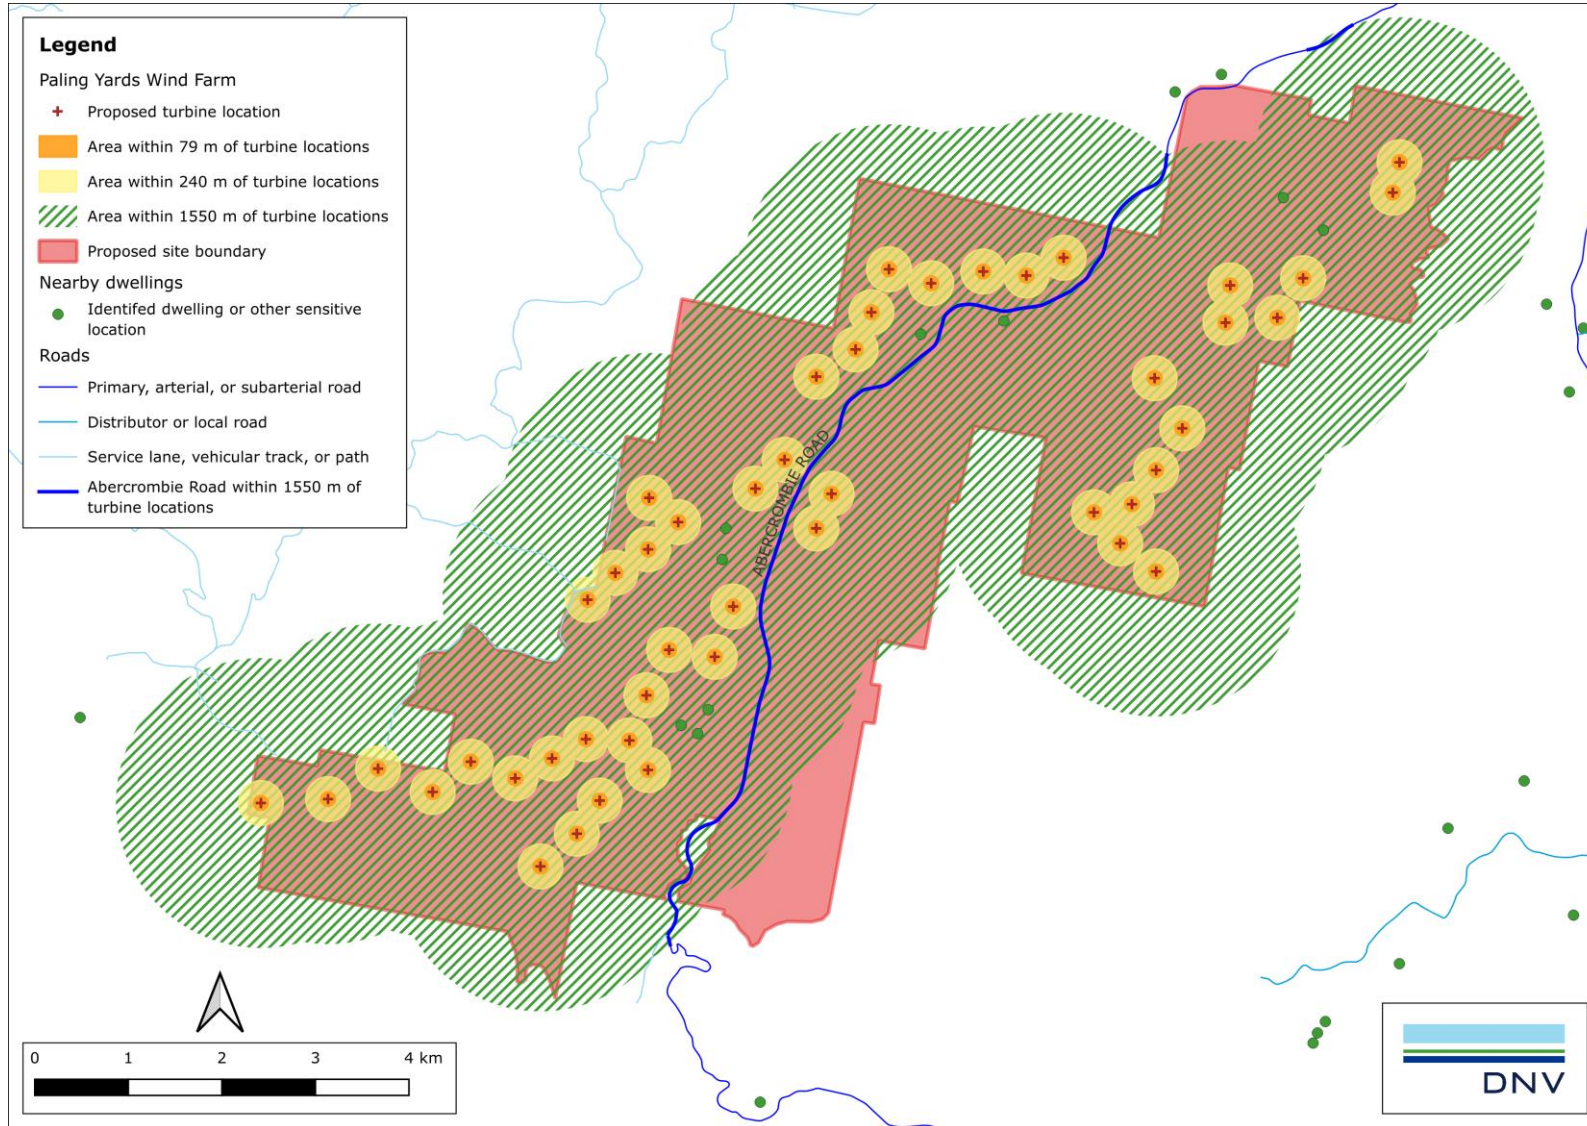 Legend
Paling Yards Wind Farm
Proposed turbine location
Area within 79 m of turbine locations
Area within 240 m of turbine locations
Area within 1550 m of turbine locations
Proposed site boundary
Nearby dwellings
Identifed dwelling or other sensitive
location
Roads
Primary, arterial, or subarterial road
Distributor or local road
Service lane, vehicular track, or path
Abercrombie Road within 1550 m of
turbine locations
ABERCROMBIE ROAD
0 1 2 3 4 km
DNV